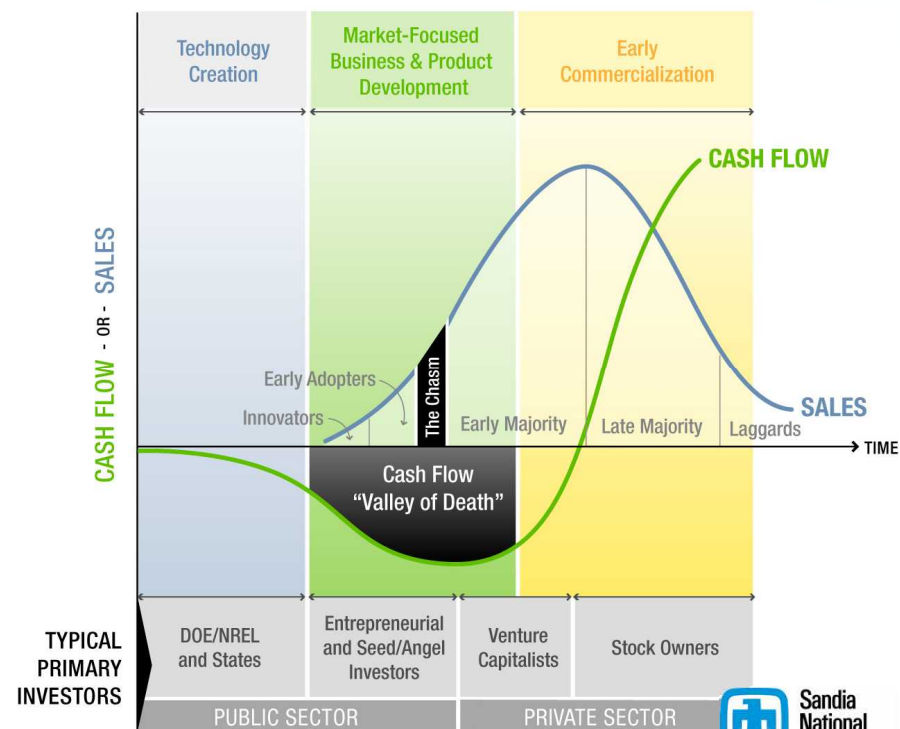 Technology
Creation
Market-Focused
Business & Product
Development
Early
Commercialization
CASH FLOW
CASH FLOW - OR - SALES
Early Adopters
Innovators
The Chasm
Early Majority
Late Majority
Laggards
SALES
TIME
Cash Flow
“Valley of Death”
TYPICAL
PRIMARY
INVESTORS
DOE/NREL
and States
Entrepreneurial
and Seed/Angel
Investors
Venture
Capitalists
Stock Owners
PUBLIC SECTOR
PRIVATE SECTOR
Sandia
National